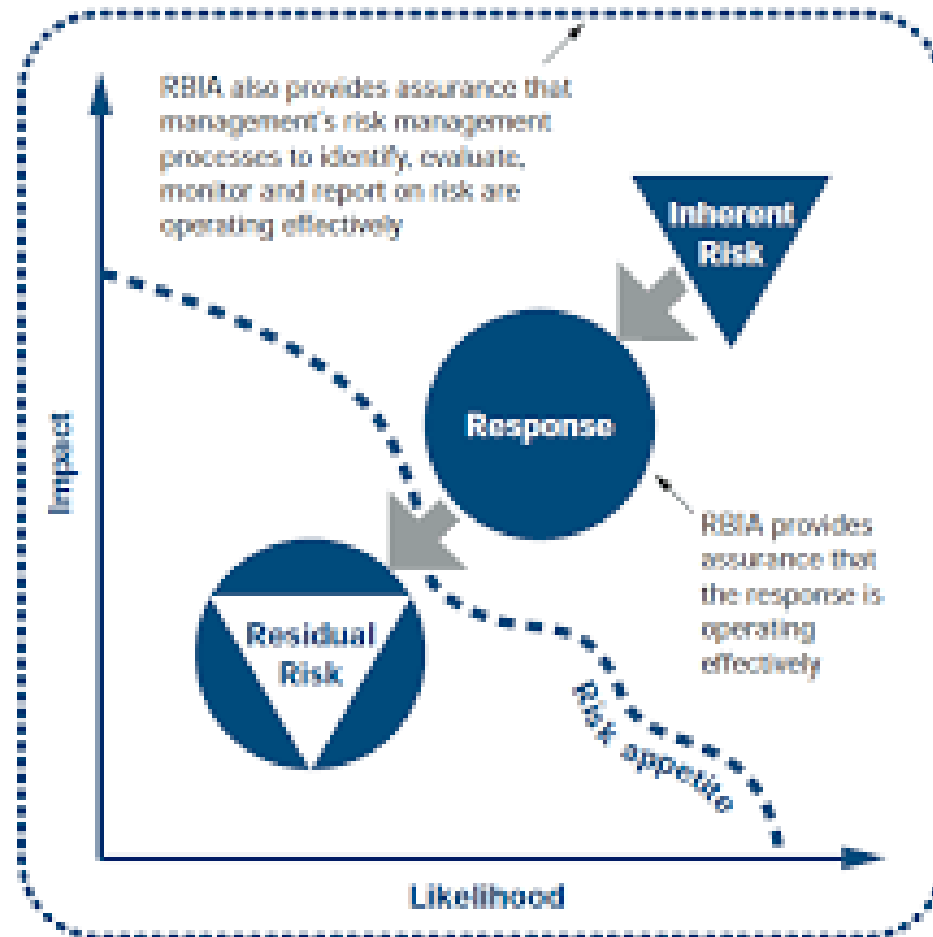 RBIA also provides assurance that
management's risk management
processes to identify, evaluate,
monitor and report on risk are
operating effectively
Inherent
Risk
Response
Impact
RBIA provides
assurance that
the response is
operating
effectively
Residual
Risk
Risk appetite
Likelihood